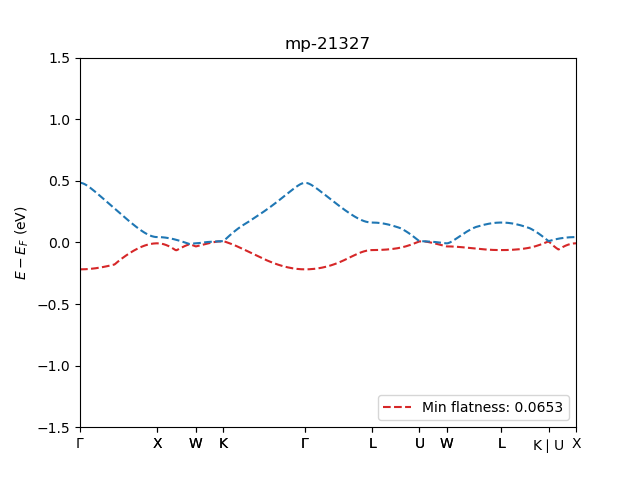 mp-21327
E − E_F (eV)
1.5
1.0
0.5
0.0
−0.5
−1.0
−1.5
Min flatness: 0.0653
Γ X W K Γ L U W L K | U X